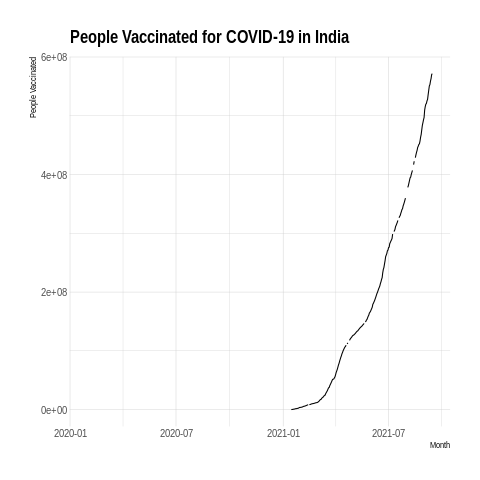 People Vaccinated for COVID-19 in India
People Vaccinated
6e+08
4e+08
2e+08
0e+00
2020-01
2020-07
2021-01
2021-07
Month